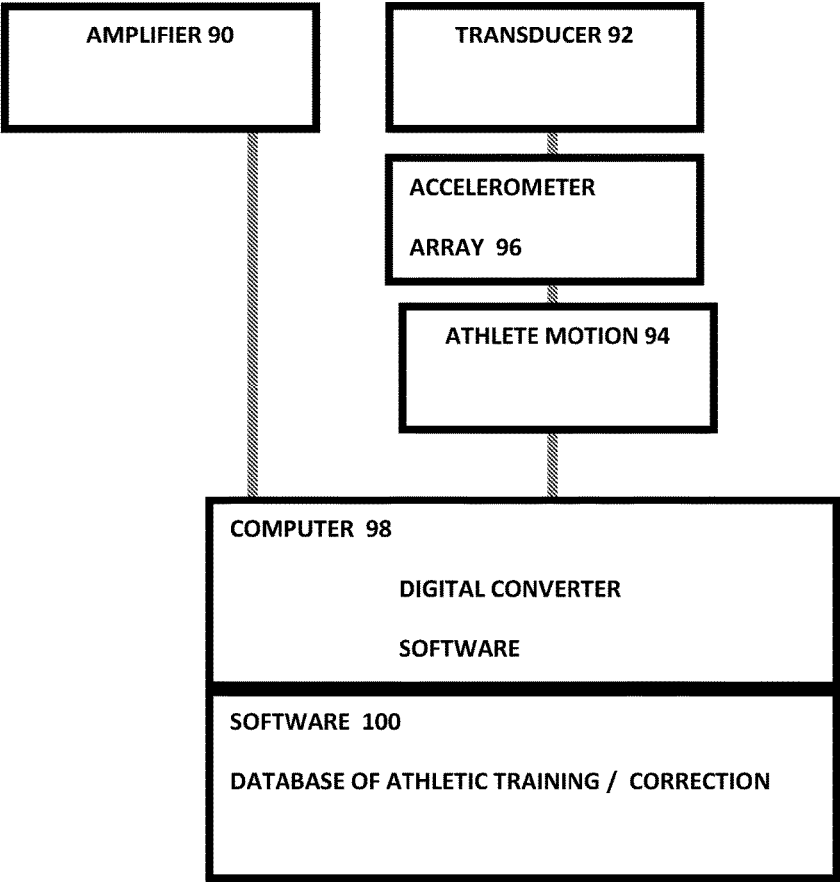 AMPLIFIER 90
TRANSDUCER 92
ACCELEROMETER
ARRAY 96
ATHLETE MOTION 94
COMPUTER 98
DIGITAL CONVERTER
SOFTWARE
SOFTWARE 100
DATABASE OF ATHLETIC TRAINING / CORRECTION